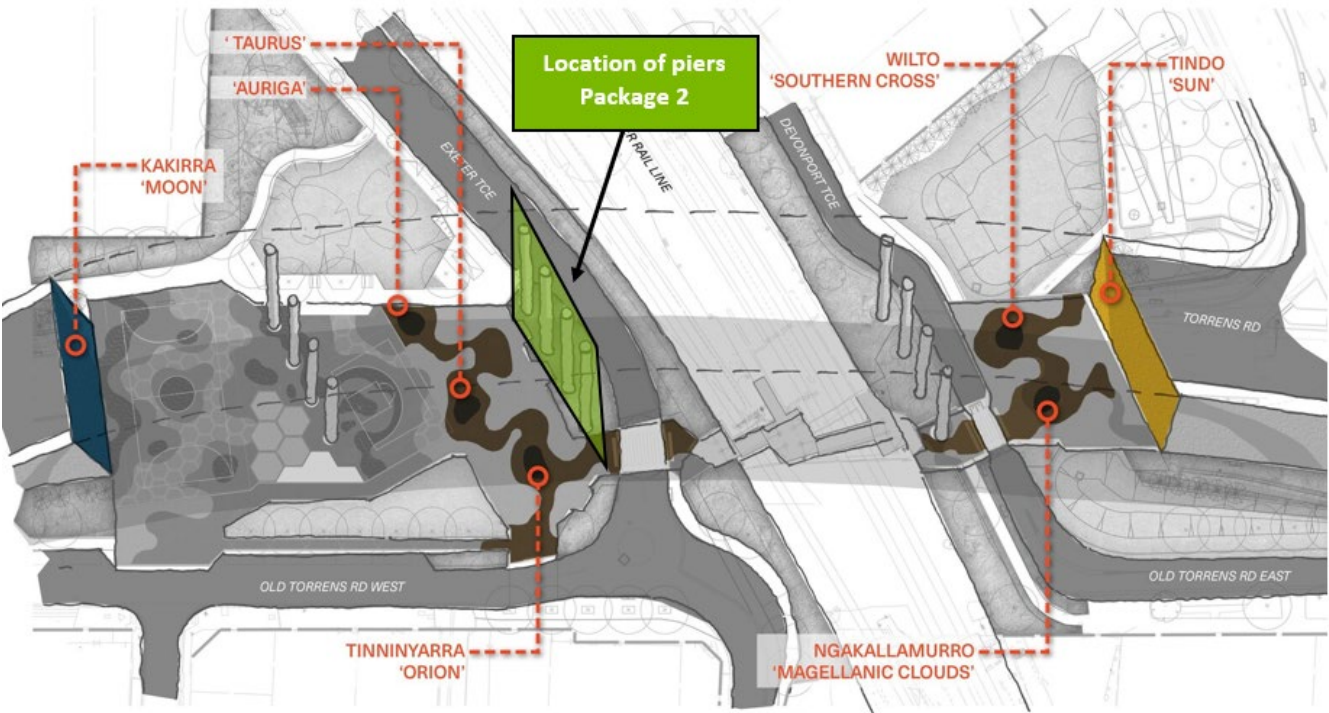 ‘ TAURUS’
‘AURIGA’
KAKIRRA
‘MOON’
Location of piers
Package 2
WILTO
‘SOUTHERN CROSS’
TINDO
‘SUN’
EXETER TCE
R RAIL LINE
DEVONPORT TCE
TORRENS RD
OLD TORRENS RD WEST
OLD TORRENS RD EAST
TINNINYARRA
‘ORION’
NGAKALLAMURRO
‘MAGELLANIC CLOUDS’